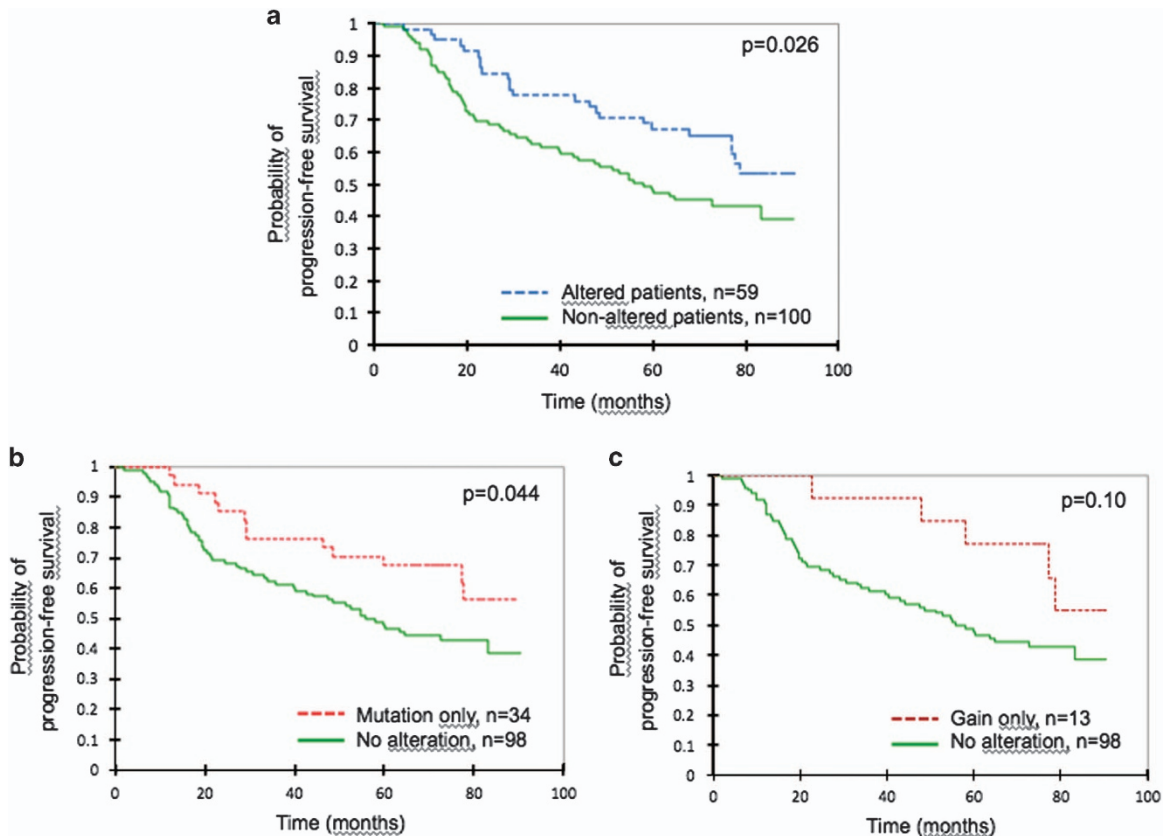 a
Probability of
progression-free survival
1
0.9
0.8
0.7
0.6
0.5
0.4
0.3
0.2
0.1
0
p=0.026
Altered patients, n=59
Non-altered patients, n=100
0 20 40 60 80 100
Time (months)
b
Probability of
progression-free survival
1
0.9
0.8
0.7
0.6
0.5
0.4
0.3
0.2
0.1
0
p=0.044
Mutation only, n=34
No alteration, n=98
0 20 40 60 80 100
Time (months)
c
Probability of
progression-free survival
1
0.9
0.8
0.7
0.6
0.5
0.4
0.3
0.2
0.1
0
p=0.10
Gain only, n=13
No alteration, n=98
0 20 40 60 80 100
Time (months)